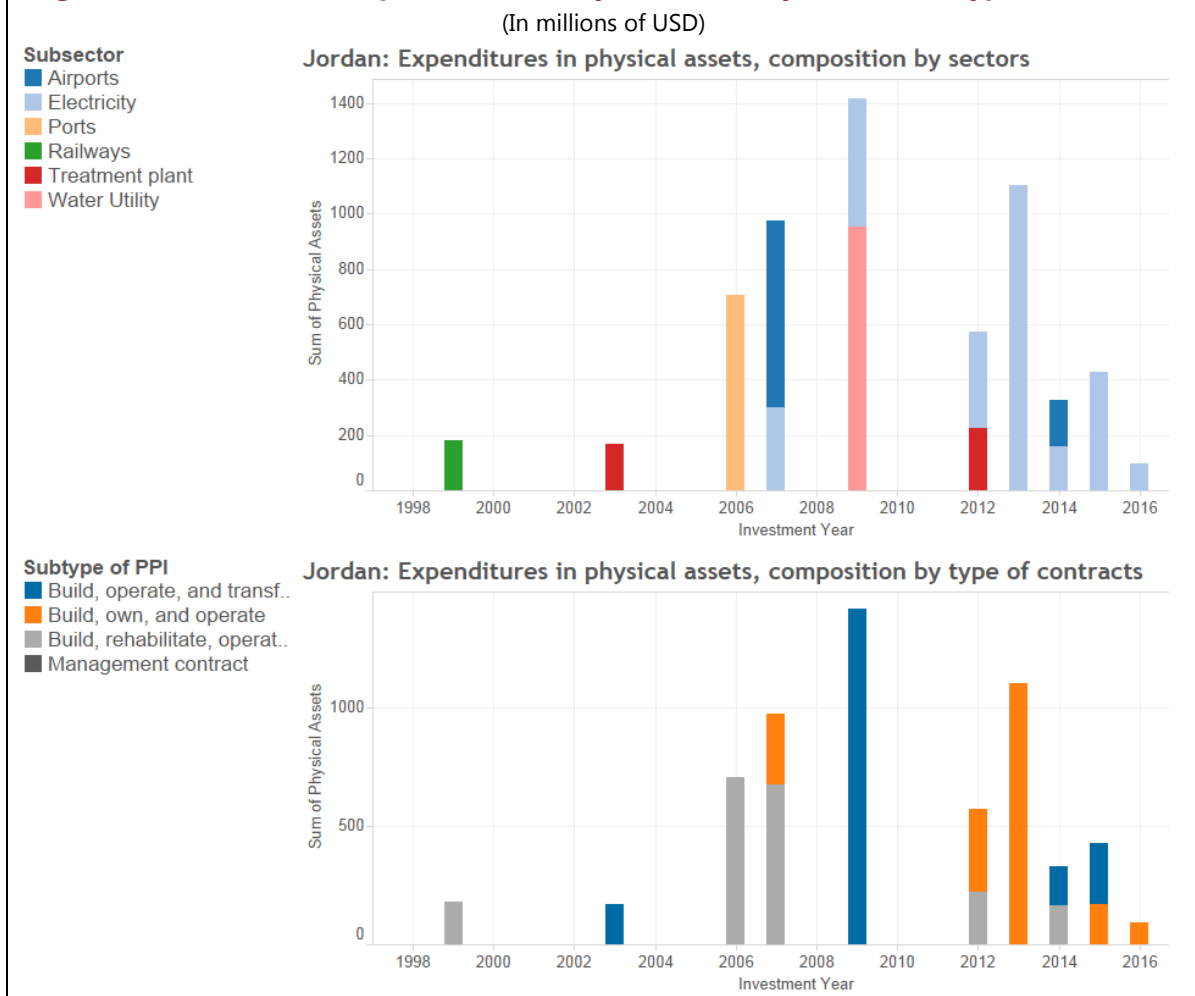 (In millions of USD)
Subsector
Airports
Electricity
Ports
Railways
Treatment plant
Water Utility
Jordan: Expenditures in physical assets, composition by sectors
Sum of Physical Assets
1400
1200
1000
800
600
400
200
0
1998 2000 2002 2004 2006 2008 2010 2012 2014 2016
Investment Year
Subtype of PPI
Build, operate, and transf..
Build, own, and operate
Build, rehabilitate, operat..
Management contract
Jordan: Expenditures in physical assets, composition by type of contracts
Sum of Physical Assets
1000
500
0
1998 2000 2002 2004 2006 2008 2010 2012 2014 2016
Investment Year